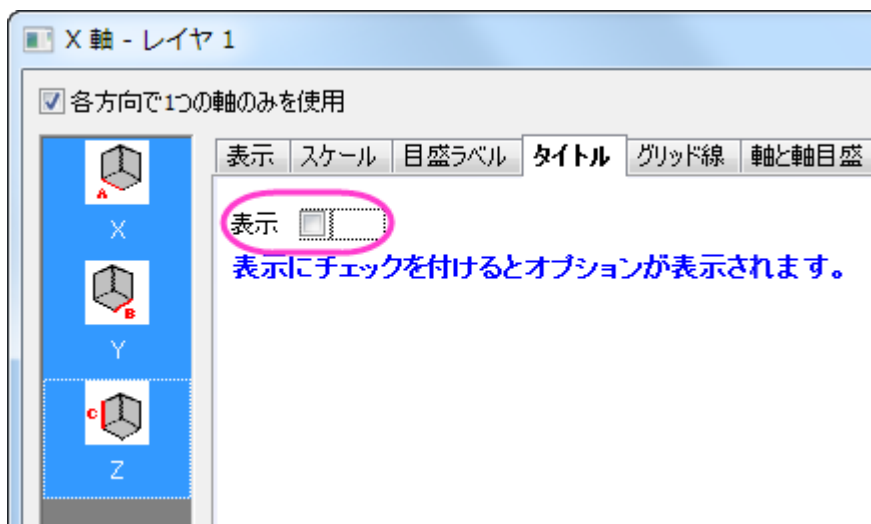 X 軸 - レイヤ 1
各方向で1つの軸のみを使用
表示 スケール 目盛ラベル タイトル グリッド線 軸と軸目盛
A
X
表示
表示にチェックを付けるとオプションが表示されます。
B
Y
C
Z